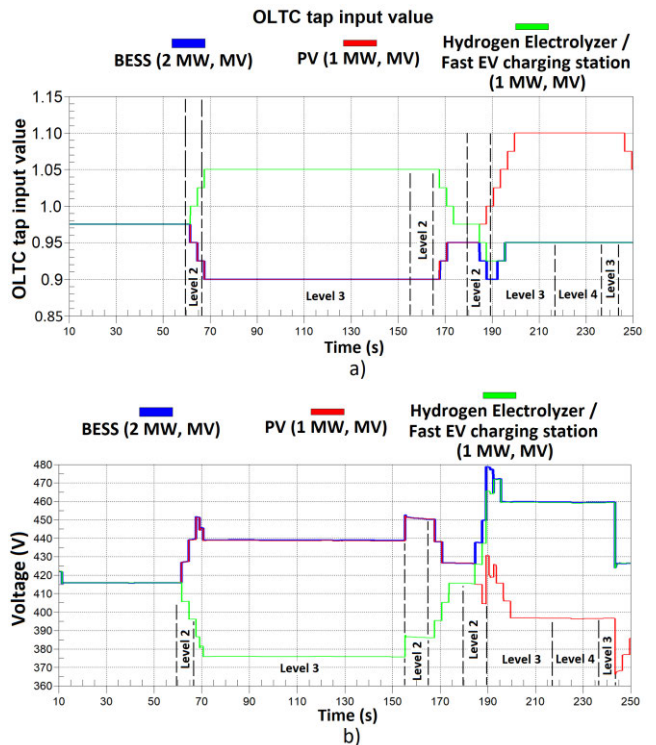 OLTC tap input value
BESS (2 MW, MV)
PV (1 MW, MV)
Hydrogen Electrolyzer /
Fast EV charging station
(1 MW, MV)
OLTC tap input value
1.15
1.10
1.05
1.0
0.95
0.9
0.85
Level 2
Level 3
Level 2
Level 2
Level 3
Level 4
Level 3
10 30 50 70 90 110 130 150 170 190 210 230 250
Time (s)
a)
BESS (2 MW, MV)
PV (1 MW, MV)
Hydrogen Electrolyzer /
Fast EV charging station
(1 MW, MV)
Voltage (V)
480
460
440
420
400
380
360
Level 2
Level 3
Level 2
Level 2
Level 3
Level 4
Level 3
10 30 50 70 90 110 130 150 170 190 210 230 250
Time (s)
b)